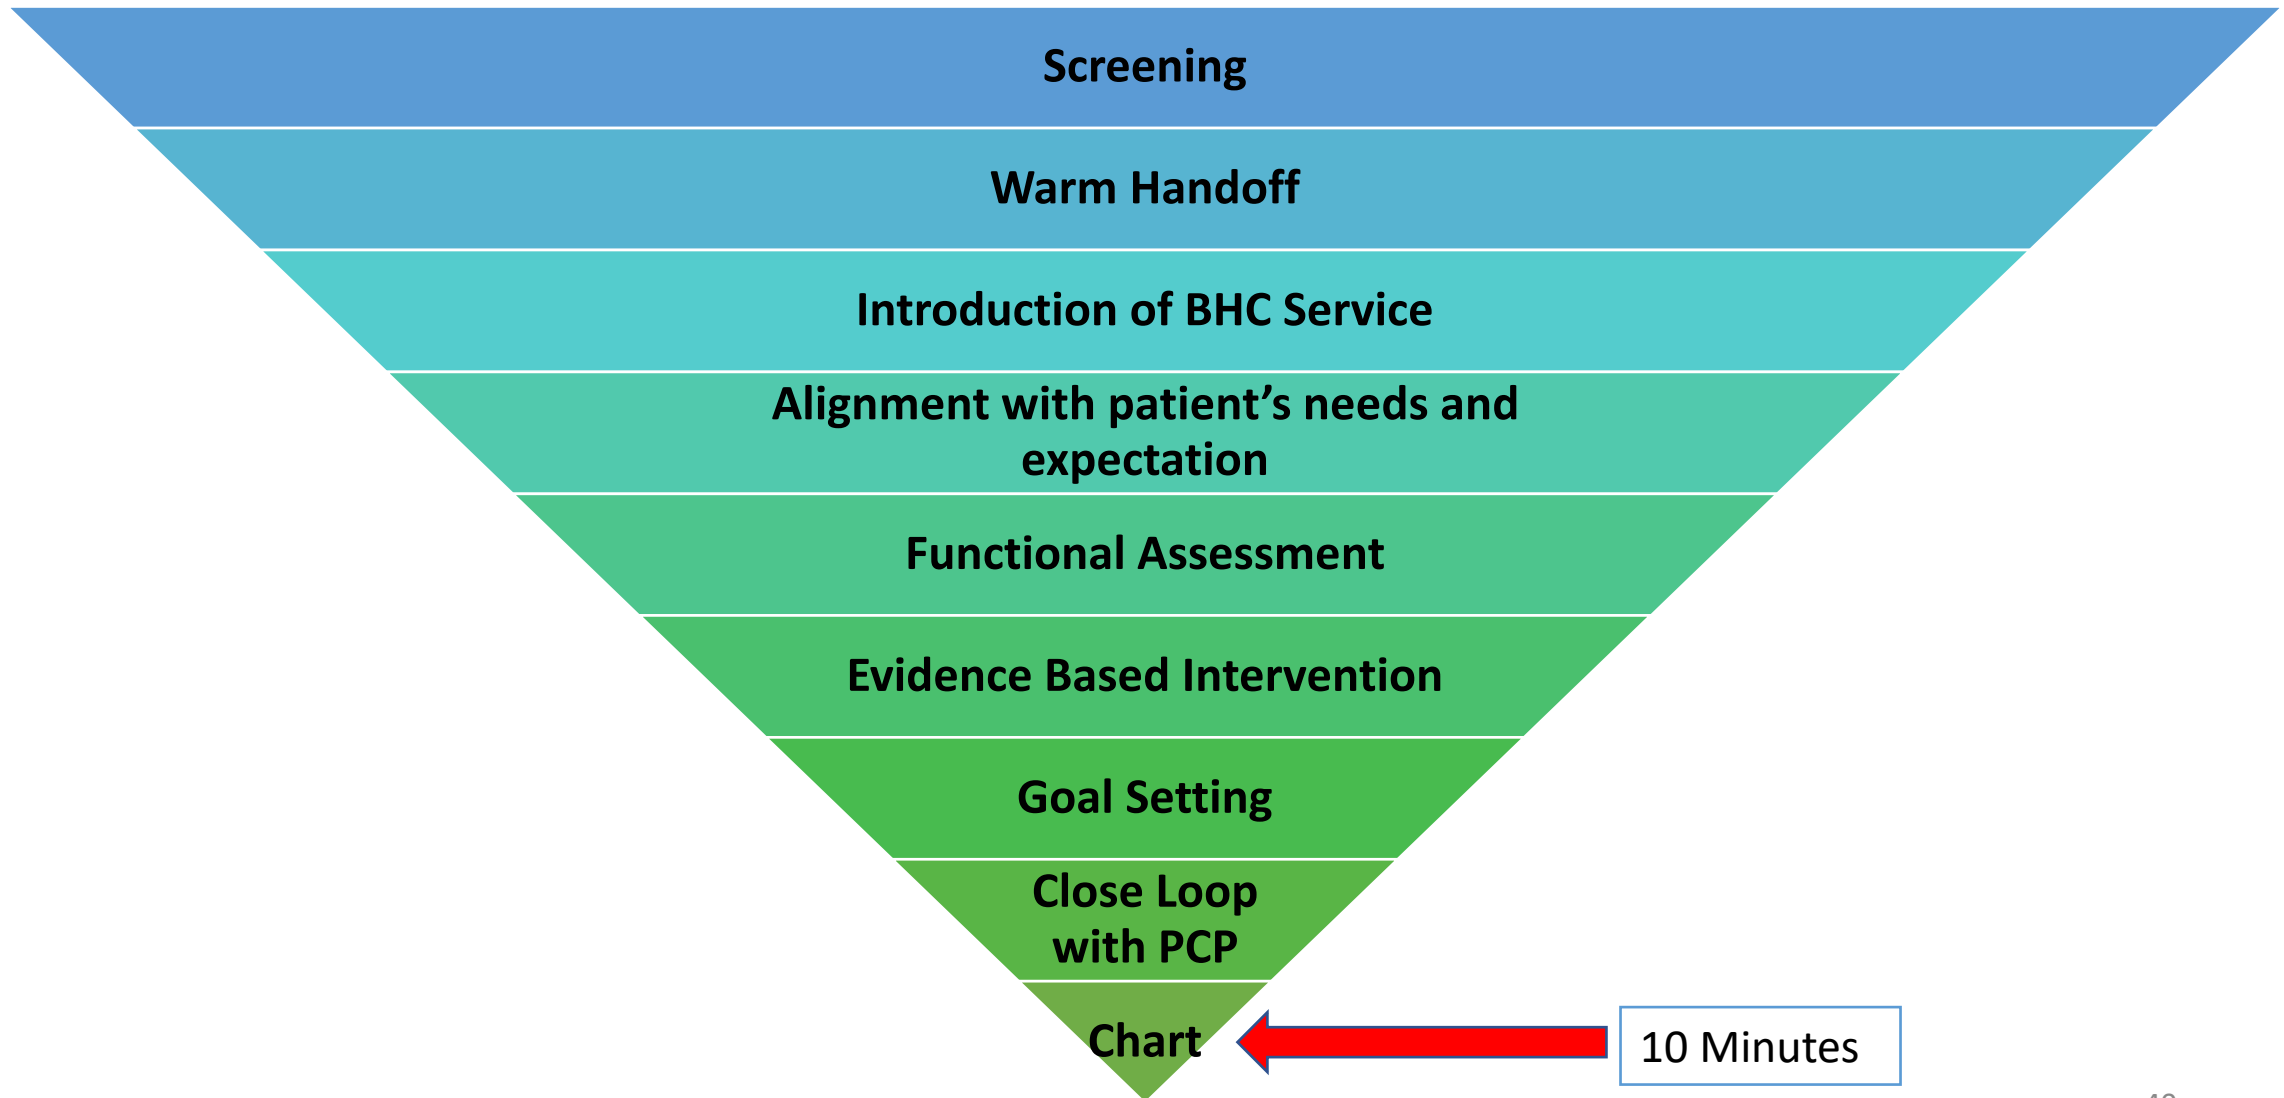 Screening
Warm Handoff
Introduction of BHC Service
Alignment with patient’s needs and
expectation
Functional Assessment
Evidence Based Intervention
Goal Setting
Close Loop
with PCP
Chart
10 Minutes